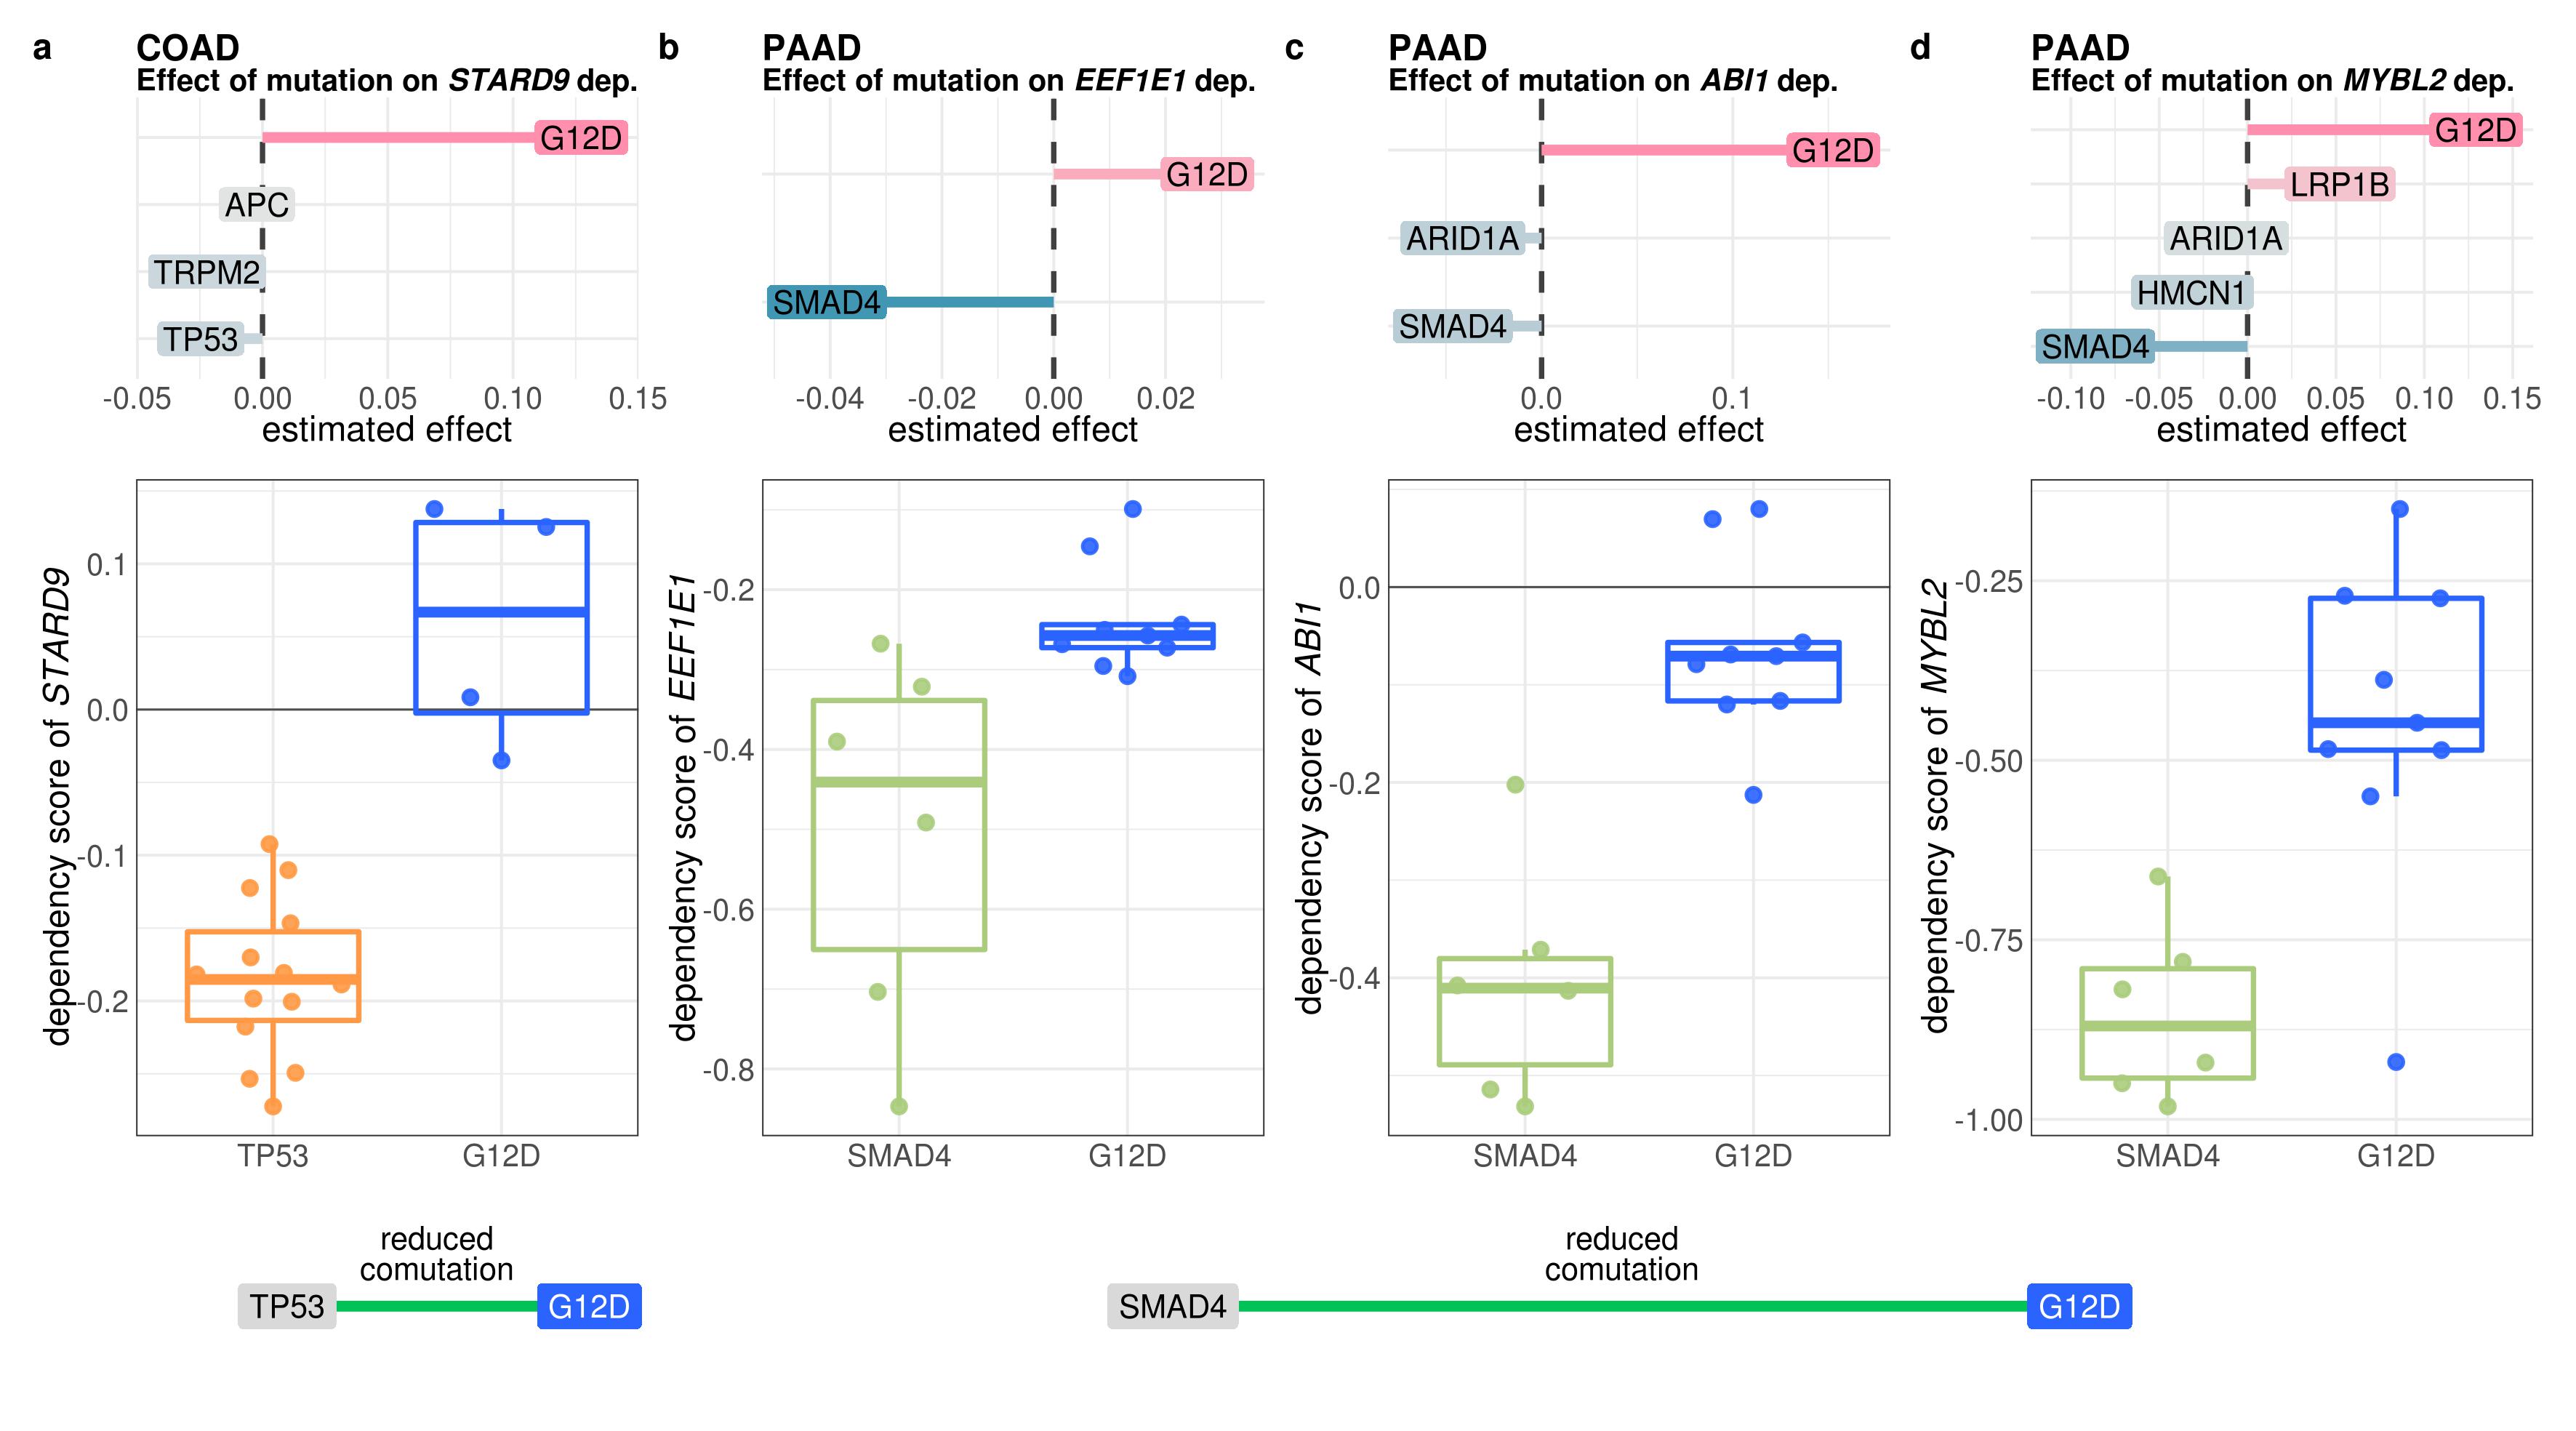 a
COAD
Effect of mutation on STARD9 dep.
G12D
APC
TRPM2
TP53
-0.05 0.00 0.05 0.10 0.15
estimated effect
b
PAAD
Effect of mutation on EEF1E1 dep.
G12D
SMAD4
-0.04 -0.02 0.00 0.02
estimated effect
c
PAAD
Effect of mutation on ABI1 dep.
G12D
ARID1A
SMAD4
0.0 0.1
estimated effect
d
PAAD
Effect of mutation on MYBL2 dep.
G12D
LRP1B
ARID1A
HMCN1
SMAD4
-0.10 -0.05 0.00 0.05 0.10 0.15
estimated effect
dependency score of STARD9
0.1
0.0
-0.1
-0.2
TP53 G12D
dependency score of EEF1E1
-0.2
-0.4
-0.6
-0.8
SMAD4 G12D
dependency score of ABI1
0.0
-0.2
-0.4
SMAD4 G12D
dependency score of MYBL2
-0.25
-0.50
-0.75
-1.00
SMAD4 G12D
reduced
comutation
TP53 G12D
reduced
comutation
SMAD4 G12D